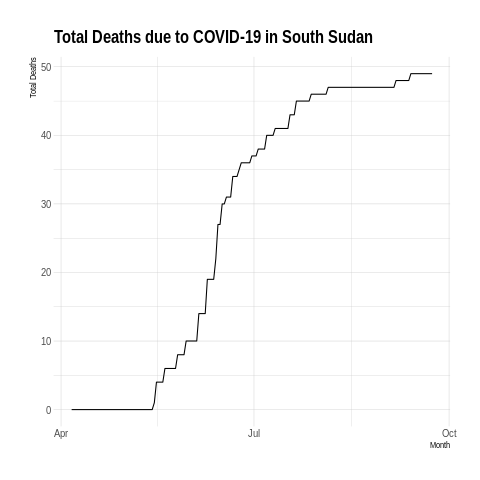 Total Deaths due to COVID-19 in South Sudan
Total Deaths
50
40
30
20
10
0
Apr
Jul
Oct
Month